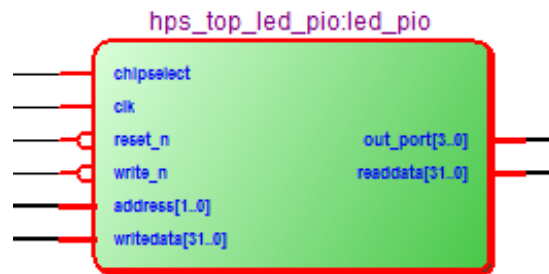 hps_top_led_pio:led_pio
chipselect
clk
reset_n
write_n
address[1..0]
writedata[31..0]
out_port[3..0]
readdata[31..0]